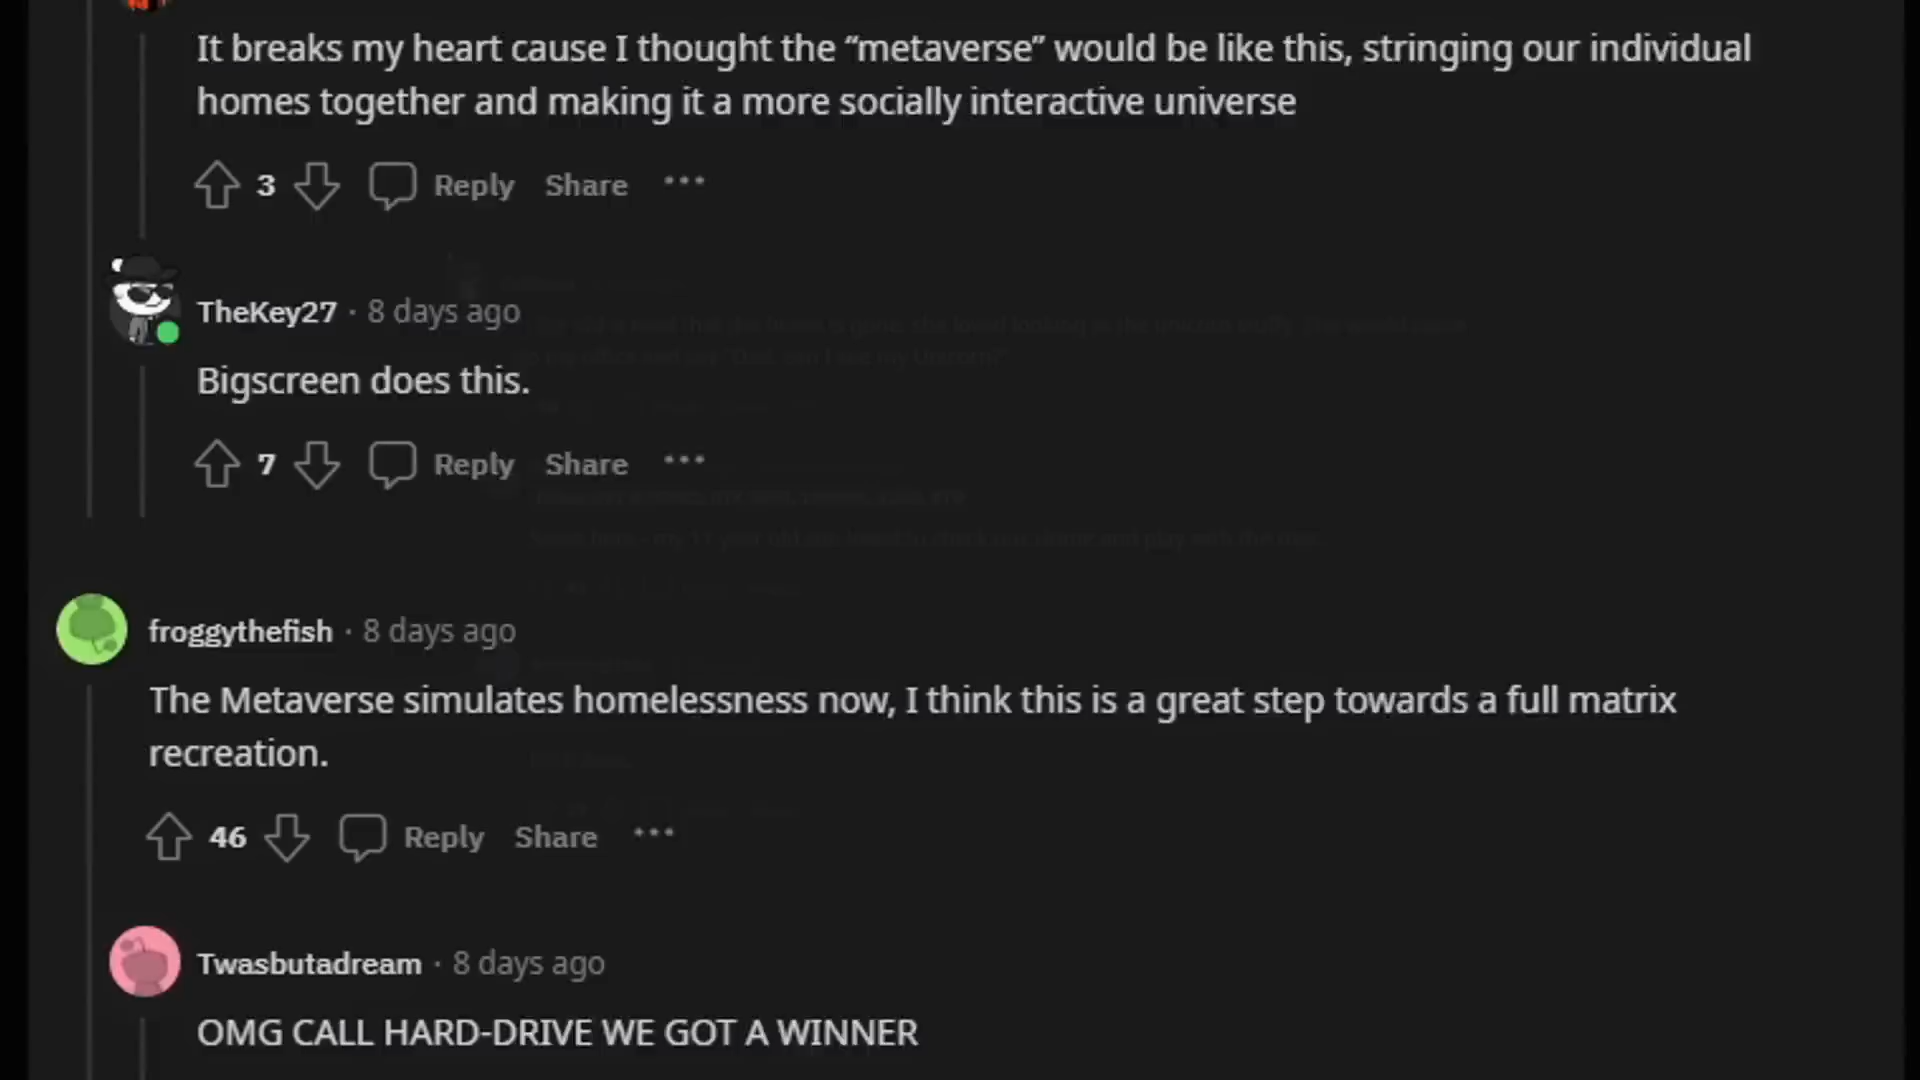 It breaks my heart cause I thought the “metaverse” would be like this, stringing our individual
homes together and making it a more socially interactive universe
3 Reply Share ···
TheKey27 · 8 days ago
Bigscreen does this.
7 Reply Share ···
froggythefish · 8 days ago
The Metaverse simulates homelessness now, I think this is a great step towards a full matrix
recreation.
46 Reply Share ···
Twasbutadream · 8 days ago
OMG CALL HARD-DRIVE WE GOT A WINNER